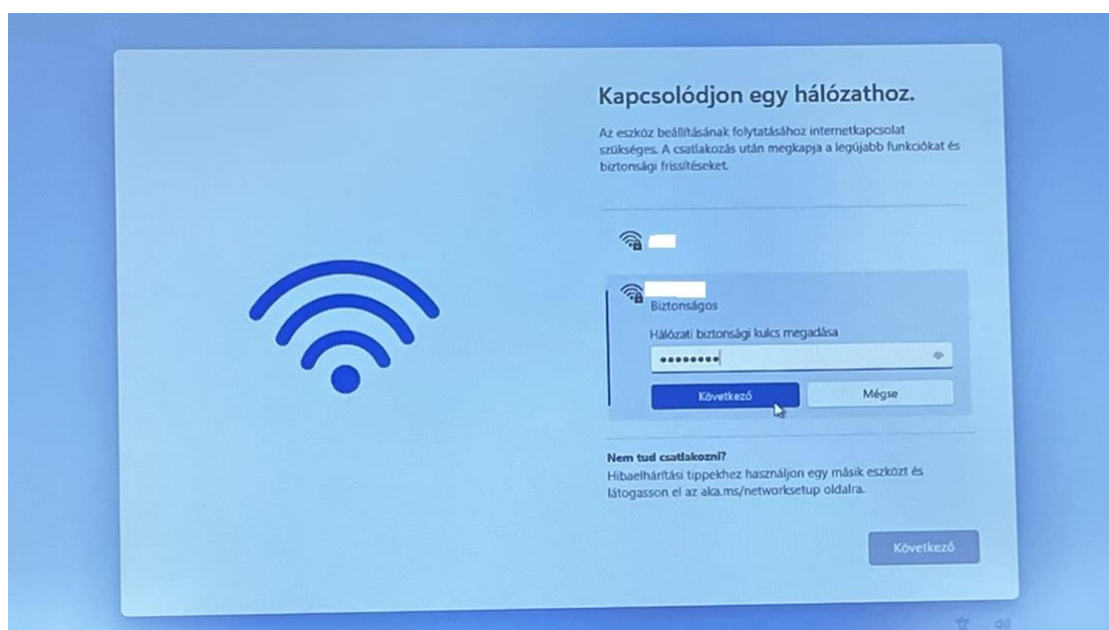 Kapcsolódjon egy hálózathoz.
Az eszköz beállításának folytatásához internetkapcsolat
szükséges. A csatlakozás után megkapja a legújabb funkciókat és
biztonsági frissítéseket.
Biztonságos
Hálózati biztonsági kulcs megadása
Következő
Mégse
Nem tud csatlakozni?
Hibaelhárítási tippekhez használjon egy másik eszközt és
látogasson el az aka.ms/networksetup oldalra.
Következő